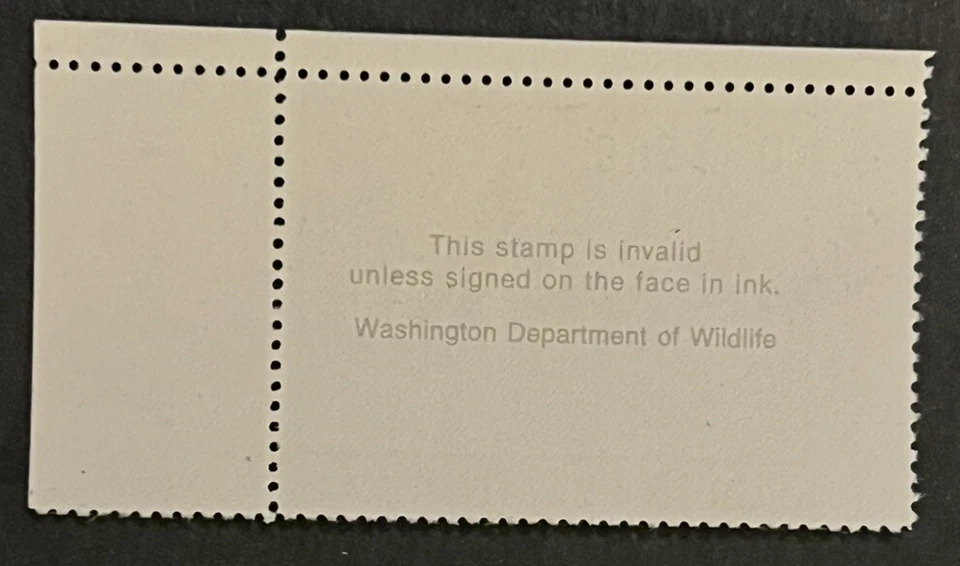 This stamp is invalid
unless signed on the face in ink.
Washington Department of Wildlife